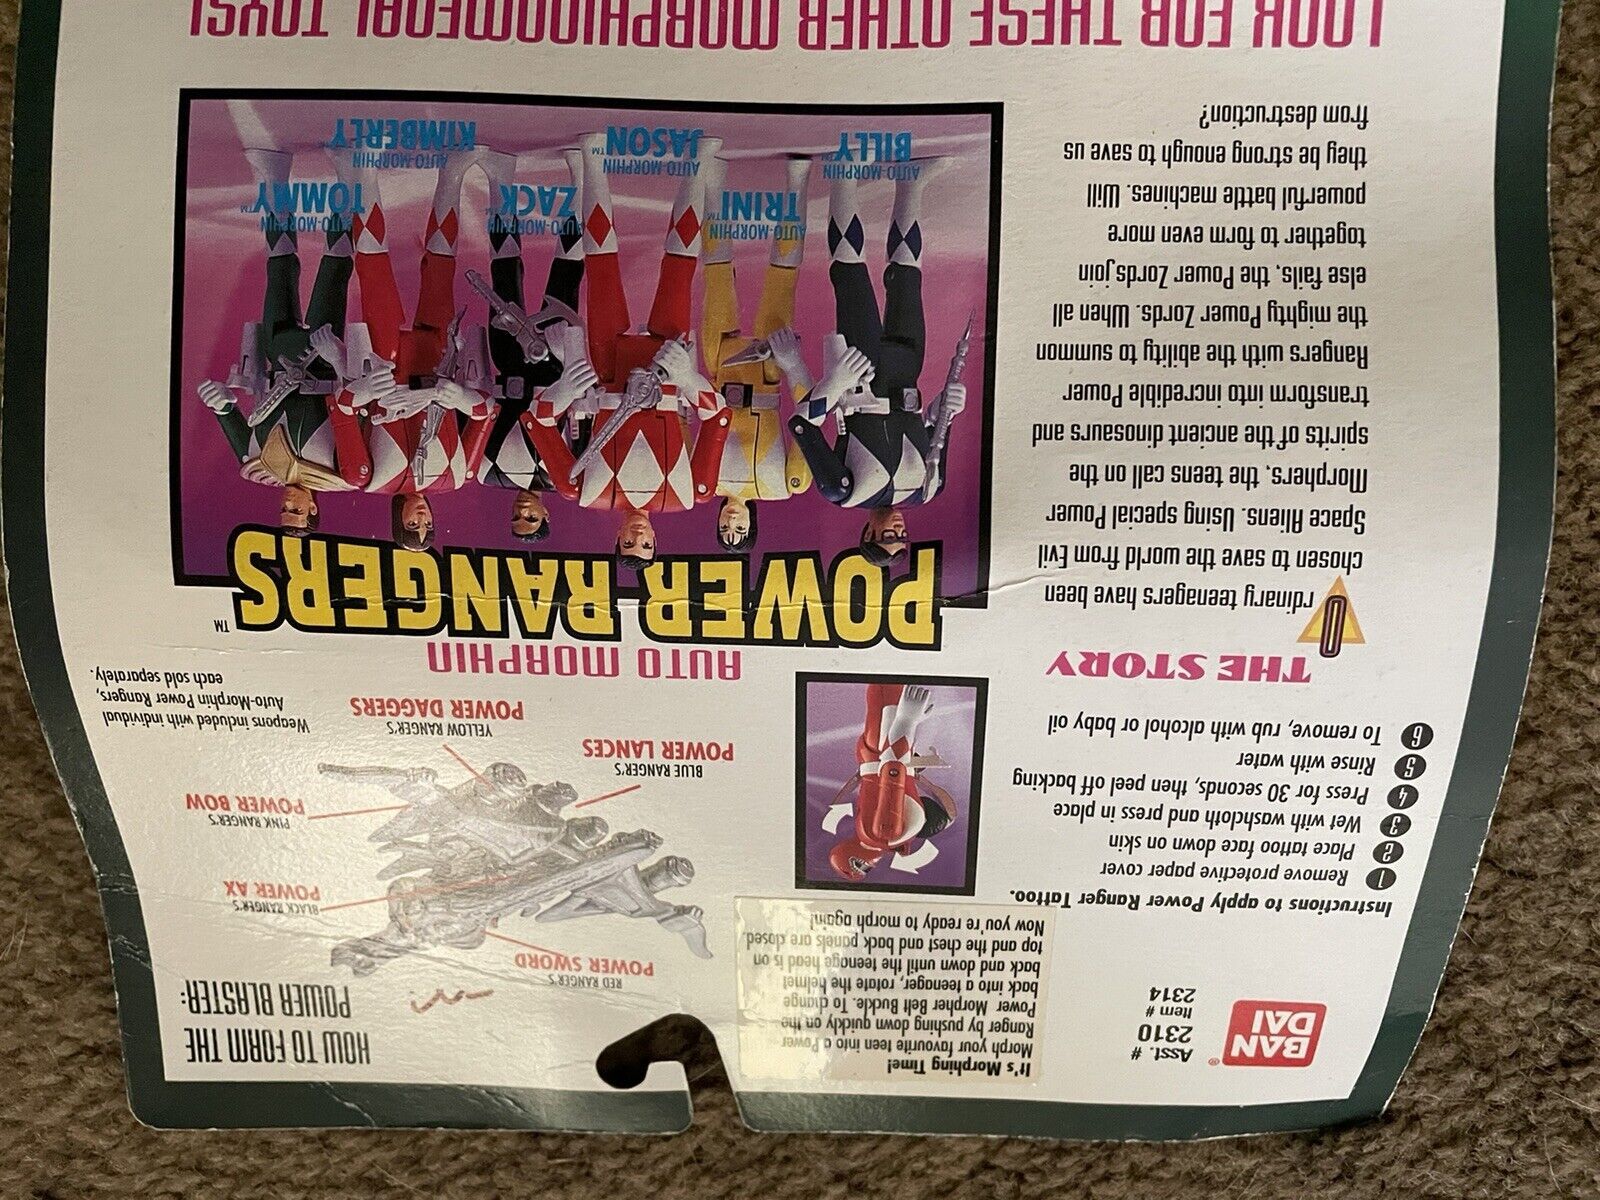 BAN
DAI
®
Asst. #
2310
Item #
2314
It's Morphing Time!
Morph your favourite teen into a Power
Ranger by pushing down quickly on the
Power Morpher Belt Buckle. To change
back into a teenager, rotate the helmet
back and down until the teenage head is on
top and the chest and back panels are closed.
Now you're ready to morph again!
HOW TO FORM THE
POWER BLASTER:
RED RANGER'S
POWER SWORD
BLACK RANGER'S
POWER AX
PINK RANGER'S
POWER BOW
BLUE RANGER'S
POWER LANCES
YELLOW RANGER'S
POWER DAGGERS
Weapons included with individual
Auto-Morphin Power Rangers,
each sold separately.
Instructions to apply Power Ranger Tattoo.
1 Remove protective paper cover
2 Place tattoo face down on skin
3 Wet with washcloth and press in place
4 Press for 30 seconds, then peel off backing
5 Rinse with water
6 To remove, rub with alcohol or baby oil
THE STORY
Ordinary teenagers have been
chosen to save the world from Evil
Space Aliens. Using special Power
Morphers, the teens call on the
spirits of the ancient dinosaurs and
transform into incredible Power
Rangers with the ability to summon
the mighty Power Zords. When all
else fails, the Power Zords join
together to form even more
powerful battle machines. Will
they be strong enough to save us
from destruction?
AUTO MORPHIN
POWER RANGERS™
AUTO-MORPHIN
BILLY™
AUTO-MORPHIN
TRINI™
AUTO MORPHIN
JASON™
AUTO-MORPHIN
ZACK™
AUTO MORPHIN
KIMBERLY™
AUTO-MORPHIN
TOMMY™
LOOK FOR THESE OTHER MORPHINOMENAL TOYS!